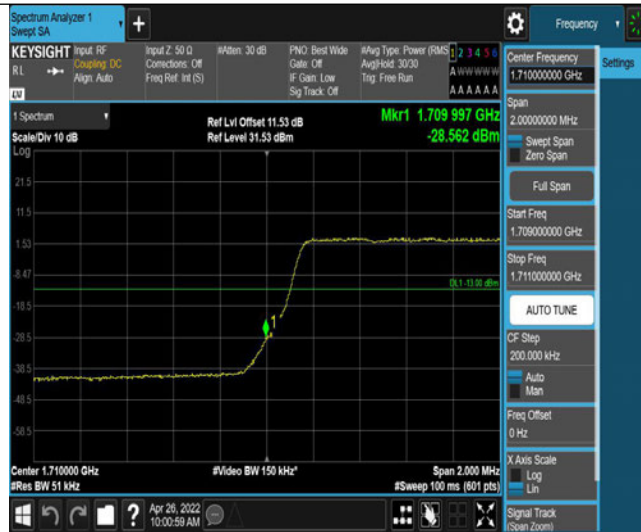 Spectrum Analyzer 1
Swept SA
Frequency
KEYSIGHT
RL
Input: RF
Coupling: DC
Align: Auto
Input Z: 50 Ω
Corrections: Off
Freq Ref: Int (S)
#Atten: 30 dB
PNO: Best Wide
Gate: Off
IF Gain: Low
Sig Track: Off
#Avg Type: Power (RMS
Avg|Hold: 30/30
Trig: Free Run
1 2 3 4 5 6
A W W W W W
A A A A A A
1 Spectrum
Scale/Div 10 dB
Log
Ref Lvl Offset 11.53 dB
Ref Level 31.53 dBm
Mkr1 1.709 997 GHz
-28.562 dBm
21.5
11.5
1.53
-8.47
-18.5
-28.5
-38.5
-48.5
-58.5
DL1 -13.00 dBm
1
Center 1.710000 GHz
#Res BW 51 kHz
#Video BW 150 kHz*
Span 2.000 MHz
#Sweep 100 ms (601 pts)
Apr 26, 2022
10:00:59 AM
Settings
Center Frequency
1.710000000 GHz
Span
2.00000000 MHz
Swept Span
Zero Span
Full Span
Start Freq
1.709000000 GHz
Stop Freq
1.711000000 GHz
AUTO TUNE
CF Step
200.000 kHz
Auto
Man
Freq Offset
0 Hz
X Axis Scale
Log
Lin
Signal Track
(Span Zoom)